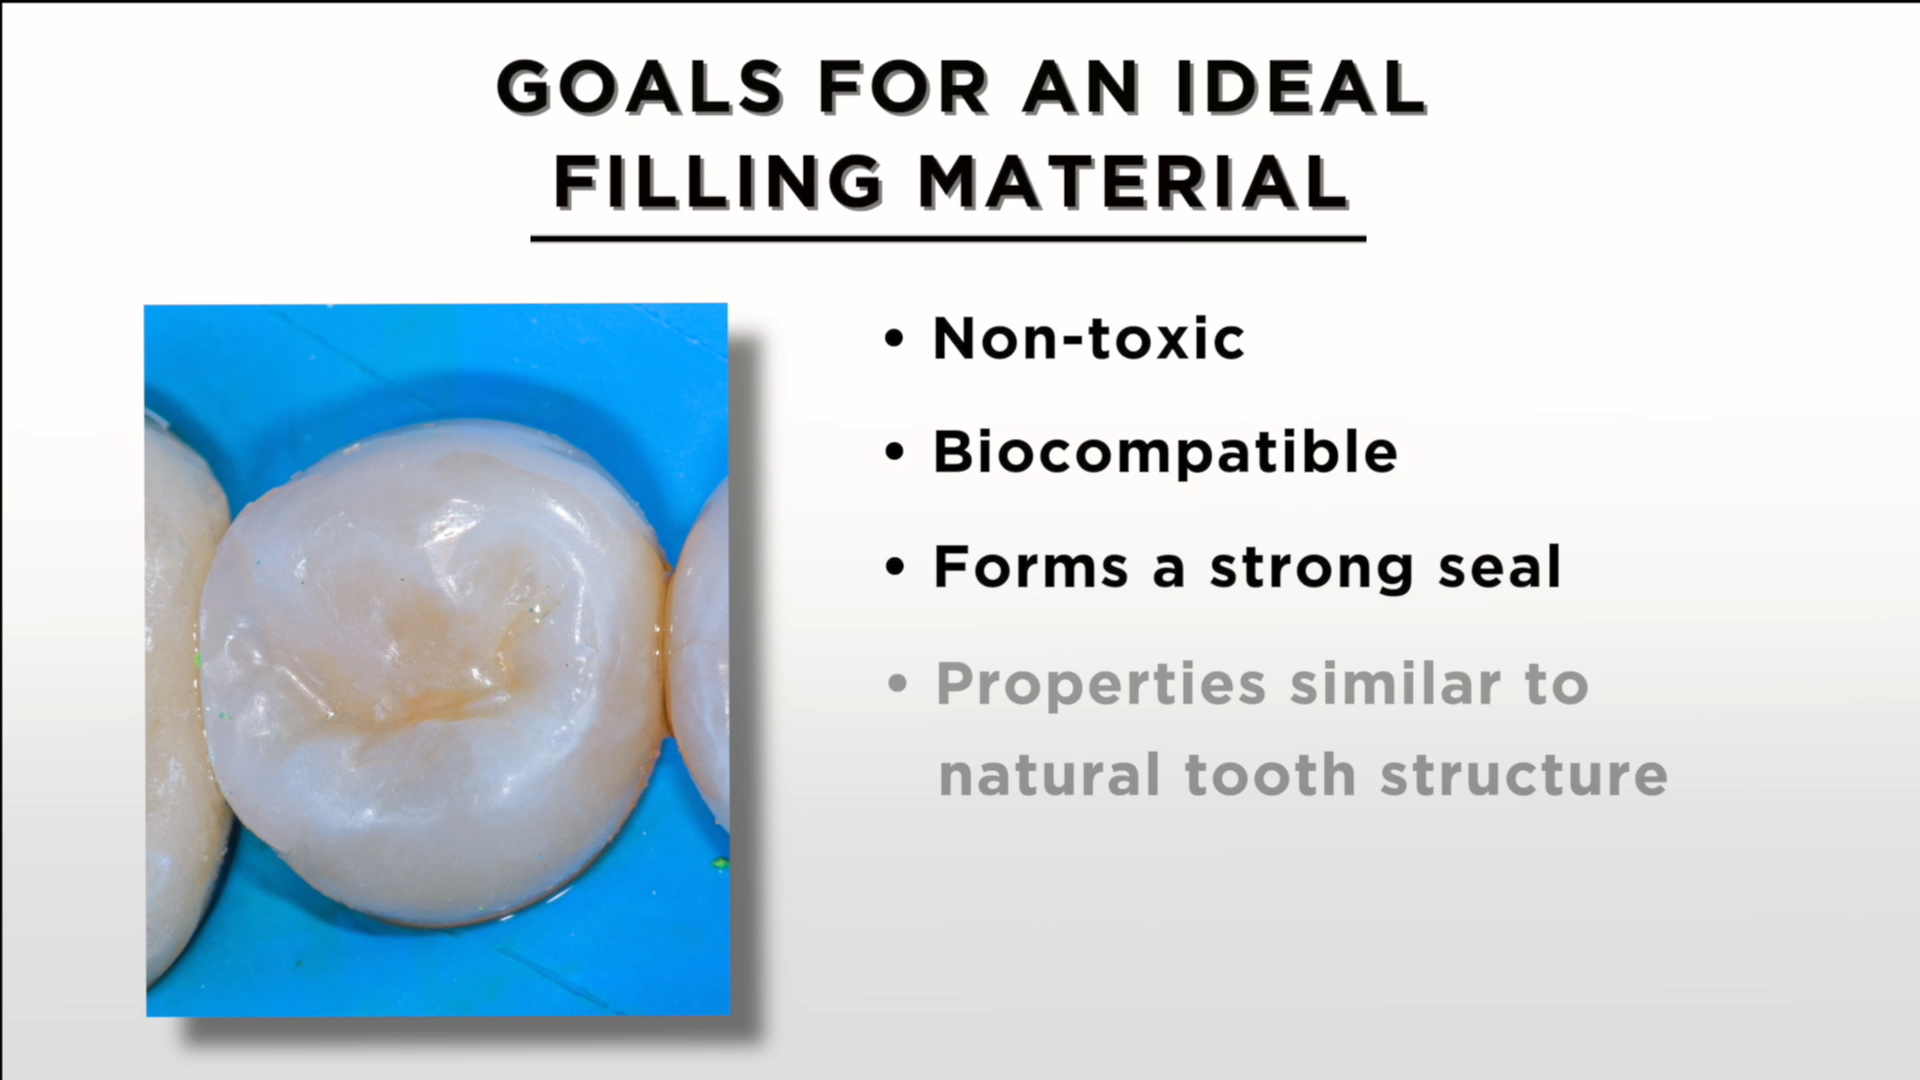 GOALS FOR AN IDEAL
FILLING MATERIAL
• Non-toxic
• Biocompatible
• Forms a strong seal
• Properties similar to
natural tooth structure